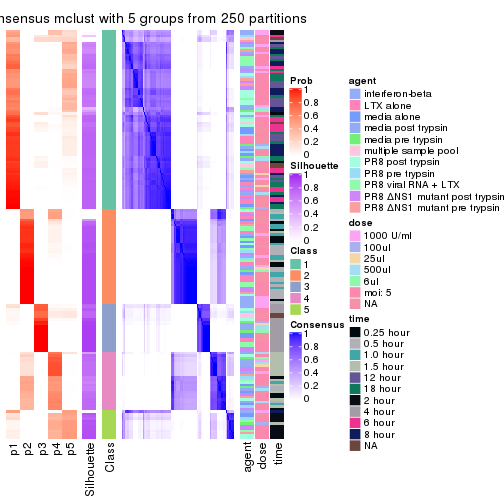 nsensus mclust with 5 groups from 250 partitions
Prob
1
0.8
0.6
0.4
0.2
0
Silhouette
1
0.8
0.6
0.4
0.2
0
Class
1
2
3
4
5
Consensus
1
0.8
0.6
0.4
0.2
0
agent
interferon-beta
LTX alone
media alone
media post trypsin
media pre trypsin
multiple sample pool
PR8 post trypsin
PR8 pre trypsin
PR8 viral RNA + LTX
PR8 ΔNS1 mutant post trypsin
PR8 ΔNS1 mutant pre trypsin
dose
1000 U/ml
100ul
25ul
500ul
6ul
moi: 5
NA
time
0.25 hour
0.5 hour
1.0 hour
1.5 hour
12 hour
18 hour
2 hour
4 hour
6 hour
8 hour
NA
p1
p2
p3
p4
p5
Silhouette
Class
agent
dose
time